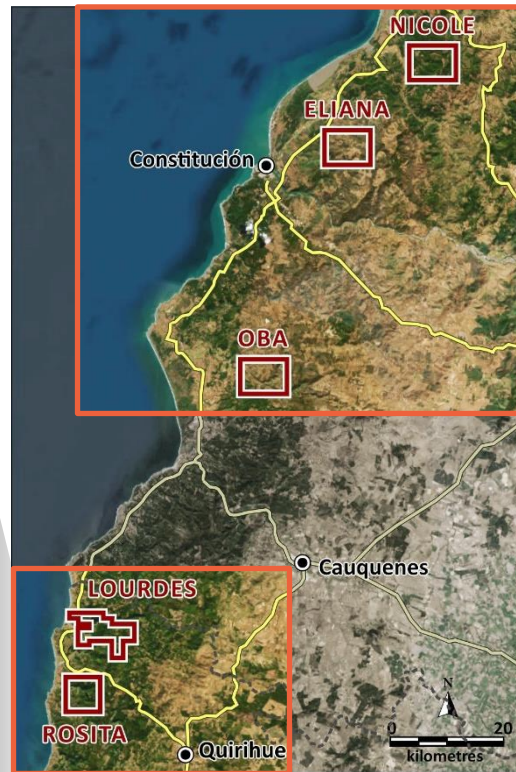 NICOLE
ELIANA
Constitución
OBA
Cauquenes
LOURDES
ROSITA
Quirihue
N
0 20
kilometres